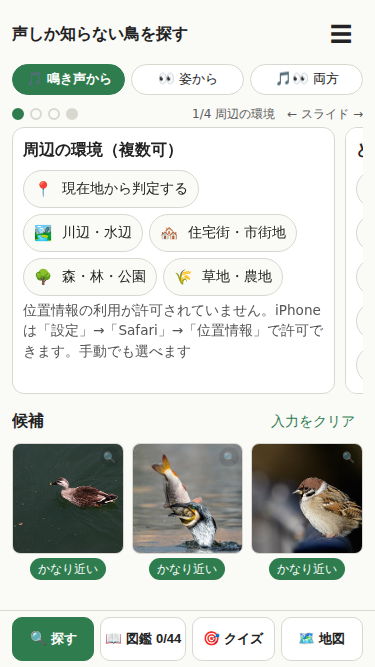 声しか知らない鳥を探す
鳴き声から 姿から 両方
1/4 周辺の環境 ← スライド →
周辺の環境（複数可）
現在地から判定する
川辺・水辺 住宅街・市街地
森・林・公園 草地・農地
位置情報の利用が許可されていません。iPhone
は「設定」→「Safari」→「位置情報」で許可で
きます。手動でも選べます
候補 入力をクリア
かなり近い かなり近い かなり近い
探す 図鑑 0/44 クイズ 地図